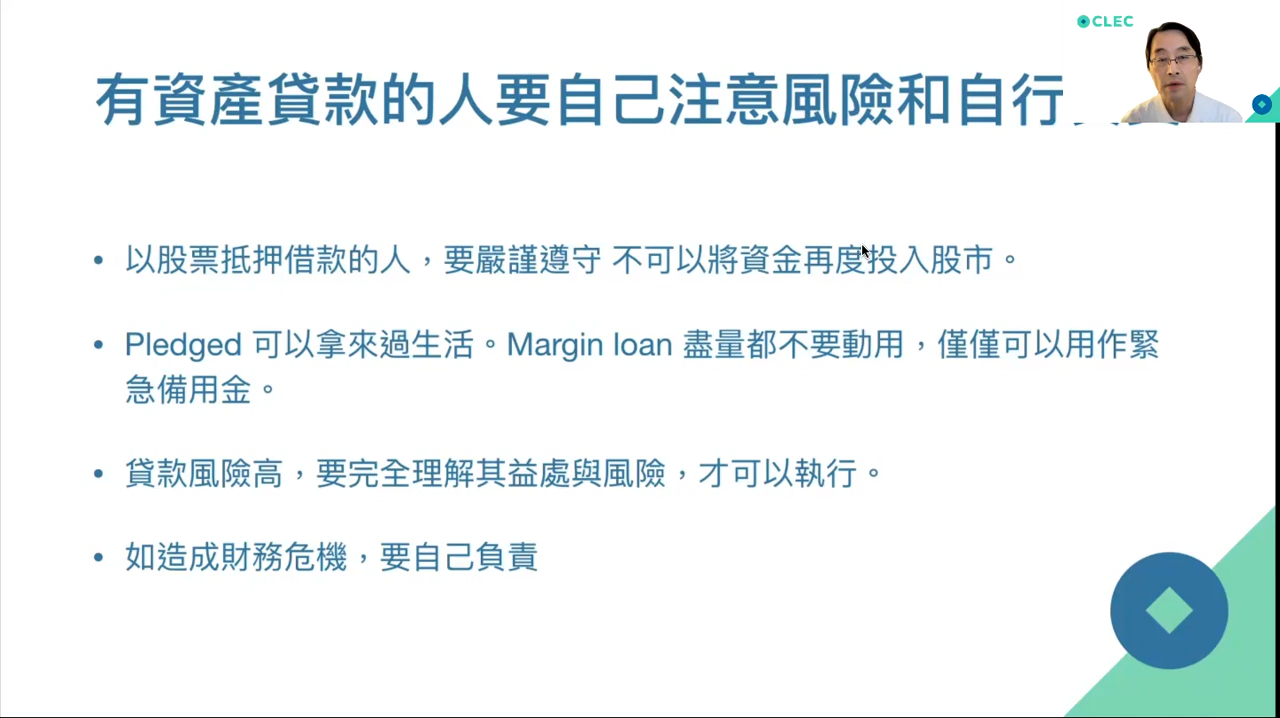 CLEC
有資產貸款的人要自己注意風險和自行
• 以股票抵押借款的人，要嚴謹遵守 不可以將資金再度投入股市。
• Pledged 可以拿來過生活。Margin loan 盡量都不要動用，僅僅可以用作緊
急備用金。
• 貸款風險高，要完全理解其益處與風險，才可以執行。
• 如造成財務危機，要自己負責